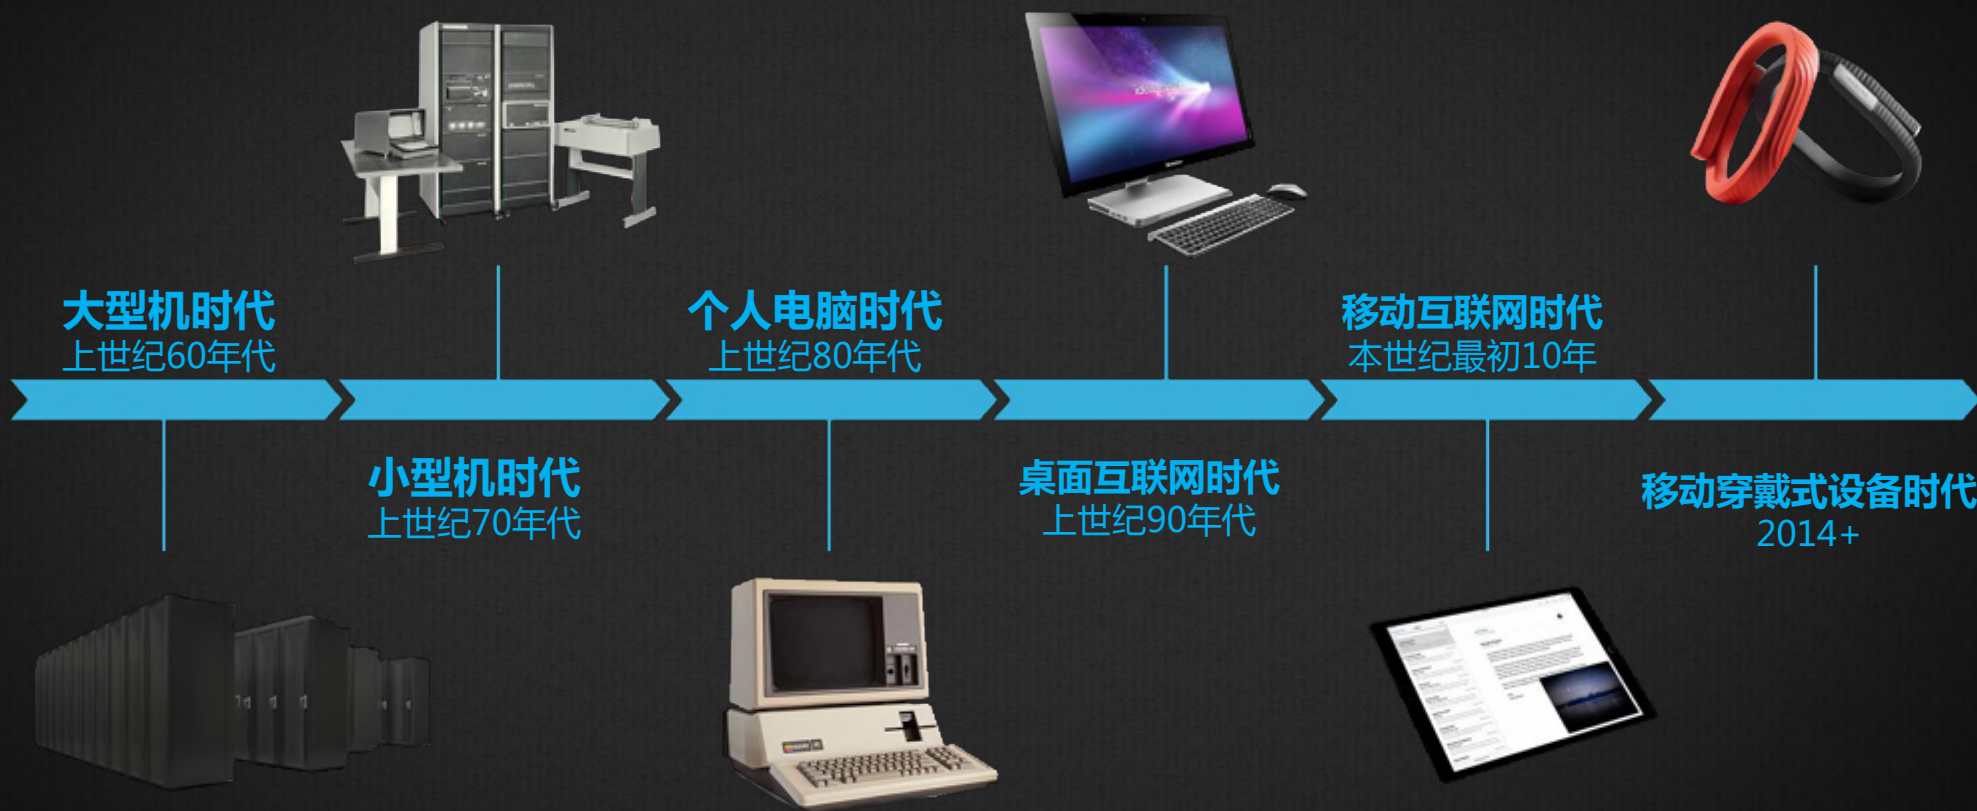 大型机时代
上世纪60年代
小型机时代
上世纪70年代
个人电脑时代
上世纪80年代
桌面互联网时代
上世纪90年代
移动互联网时代
本世纪最初10年
移动穿戴式设备时代
2014+